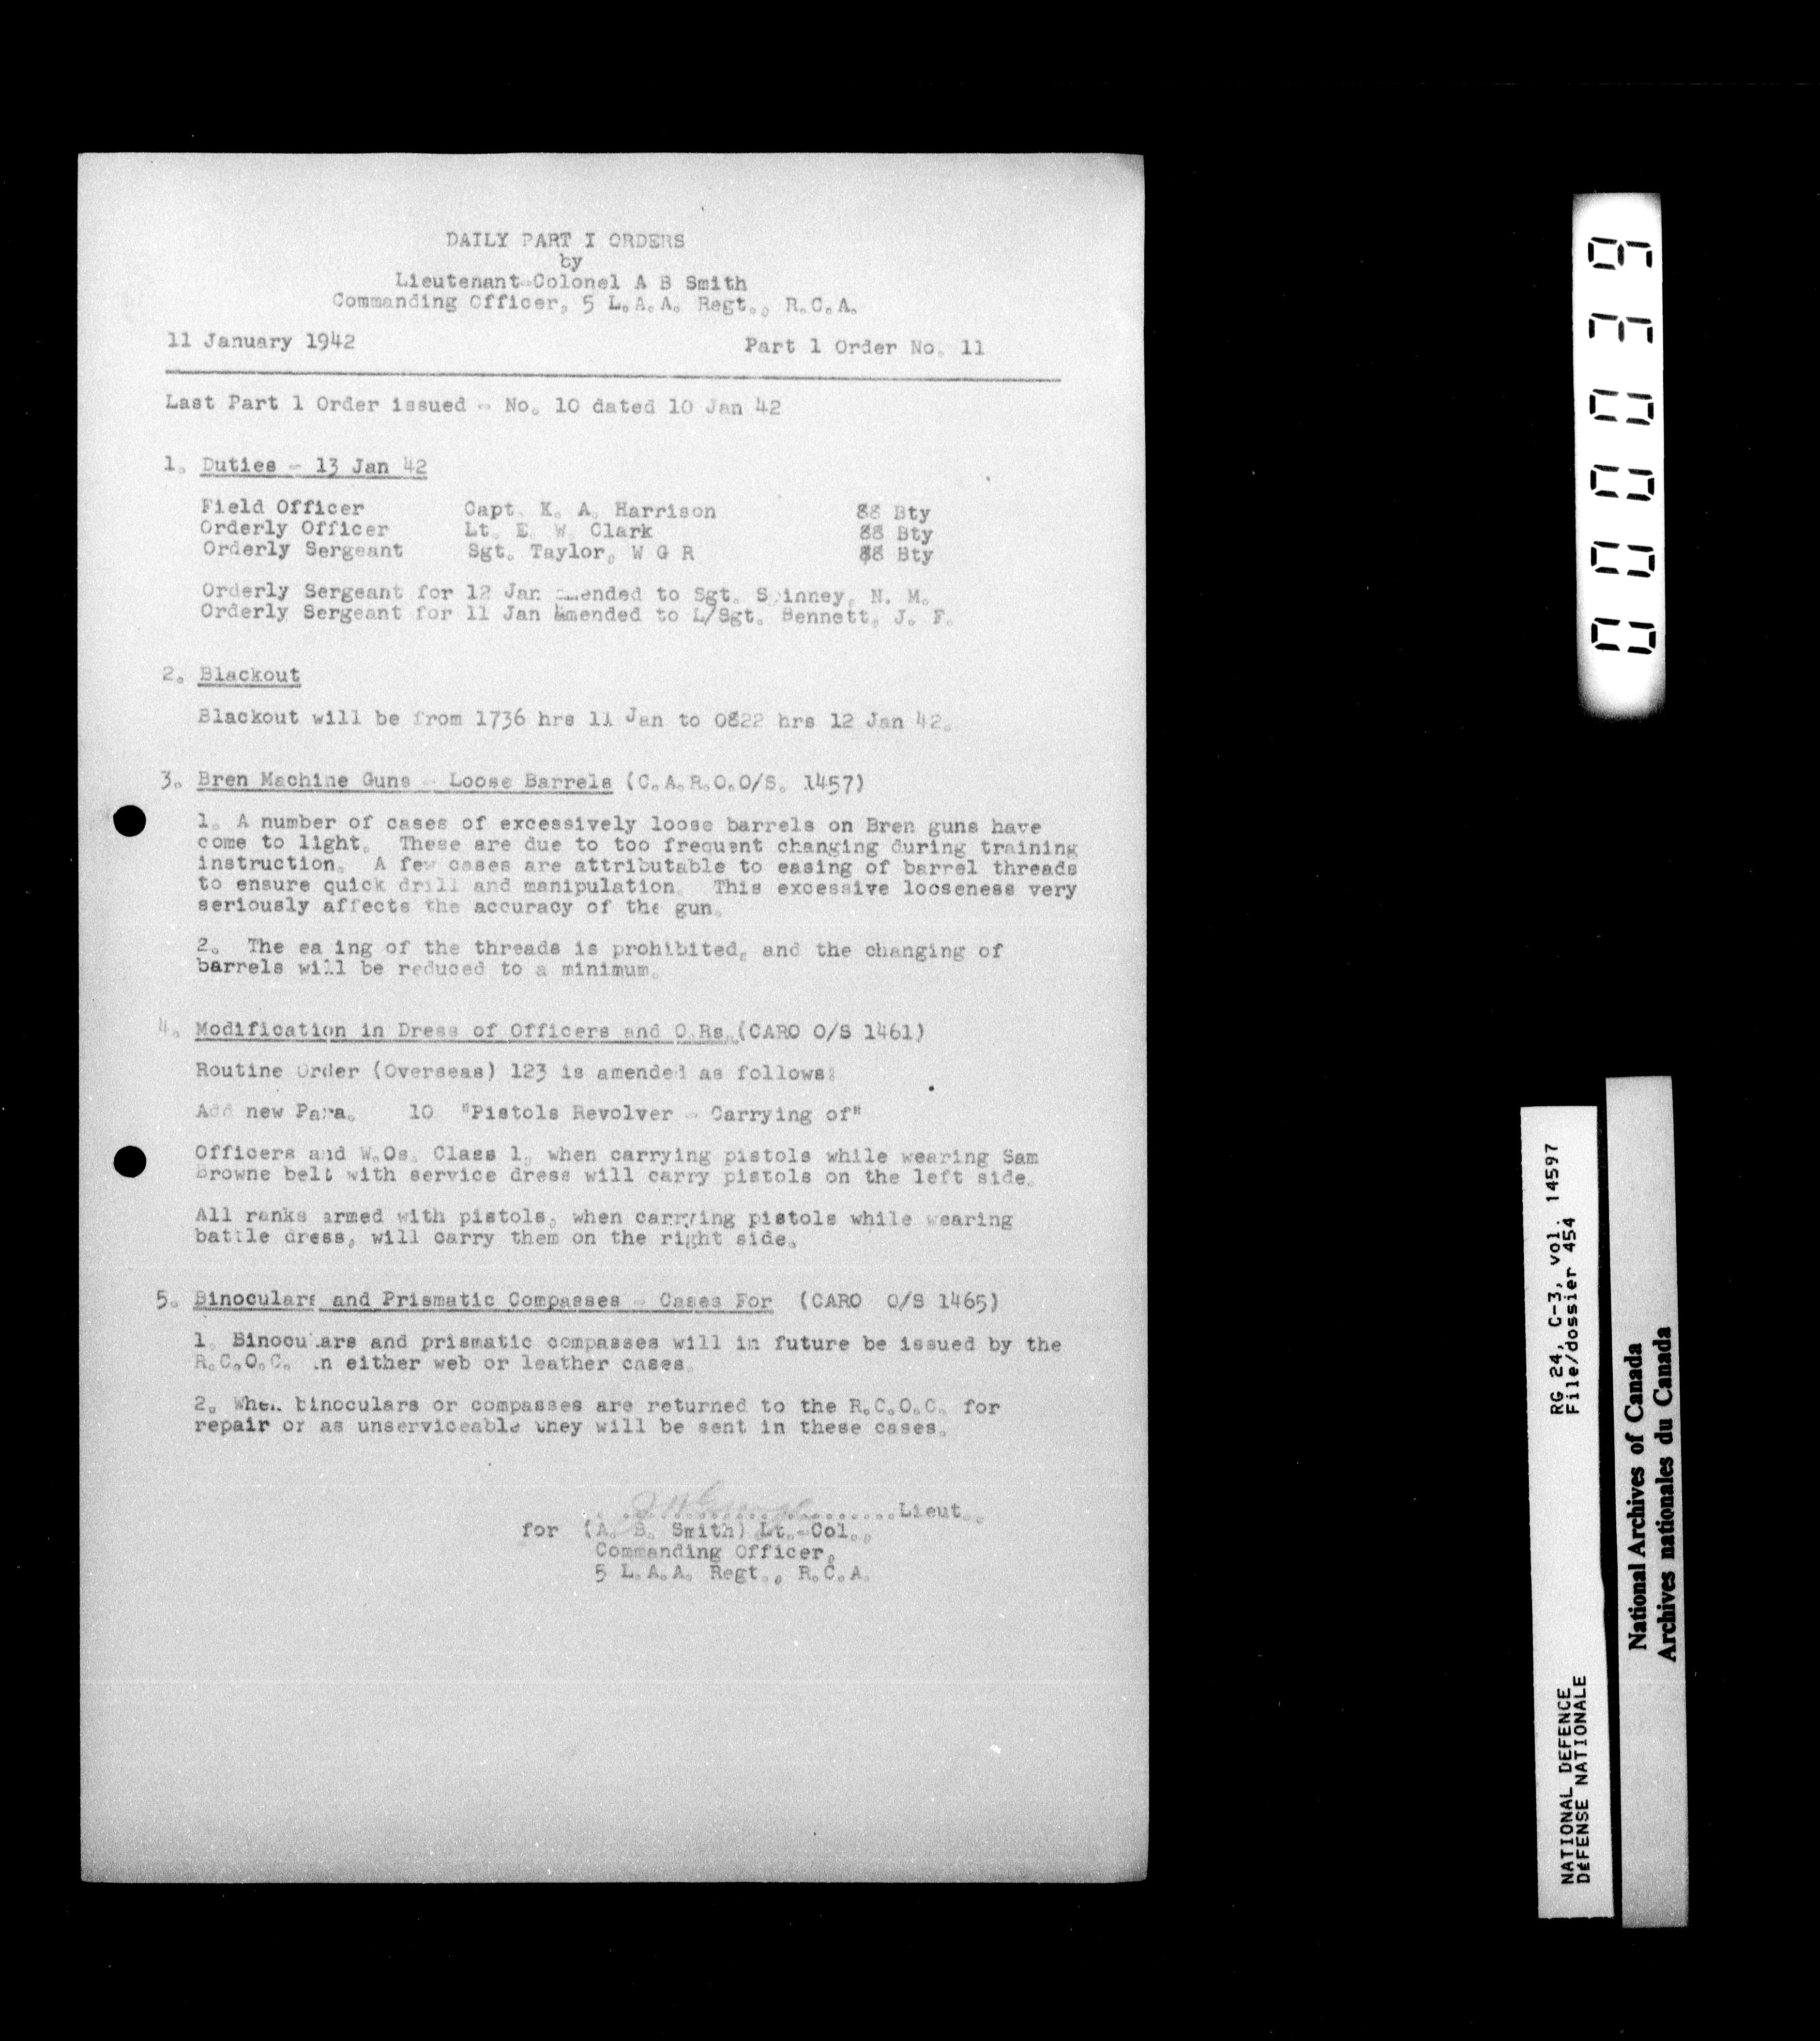 DAILY PART I ORDERS
by
Lieutenant-Colonel A B Smith
Commanding Officer, 5 L.A.A. Regt., R.C.A.
11 January 1942 Part 1 Order No. 11
Last Part 1 Order issued - No. 10 dated 10 Jan 42
1. Duties - 13 Jan 42
Field Officer Capt. K. A. Harrison 88 Bty
Orderly Officer Lt. E. W. Clark 88 Bty
Orderly Sergeant Sgt. Taylor, W G R 88 Bty
Orderly Sergeant for 12 Jan amended to Sgt. Spinney, N. M.
Orderly Sergeant for 11 Jan amended to L/Sgt. Bennett, J. F.
2. Blackout
Blackout will be from 1736 hrs 11 Jan to 0822 hrs 12 Jan 42.
3. Bren Machine Guns - Loose Barrels (C.A.R.O.O/S. 1457)
1. A number of cases of excessively loose barrels on Bren guns have
come to light. These are due to too frequent changing during training
instruction. A few cases are attributable to easing of barrel threads
to ensure quick drill and manipulation. This excessive looseness very
seriously affects the accuracy of the gun.
2. The ea ing of the threads is prohibited, and the changing of
barrels will be reduced to a minimum.
4. Modification in Dress of Officers and O.Rs. (CARO O/S 1461)
Routine Order (Overseas) 123 is amended as follows:
Add new Para. 10 "Pistols Revolver - Carrying of"
Officers and W.Os. Class 1, when carrying pistols while wearing Sam
Browne belt with service dress will carry pistols on the left side.
All ranks armed with pistols, when carrying pistols while wearing
battle dress, will carry them on the right side.
5. Binoculars and Prismatic Compasses - Cases For (CARO O/S 1465)
1. Binoculars and prismatic compasses will in future be issued by the
R.C.O.C. in either web or leather cases.
2. When binoculars or compasses are returned to the R.C.O.C. for
repair or as unserviceable they will be sent in these cases.
..............................Lieut.,
for (A. B. Smith) Lt.-Col.,
Commanding Officer,
5 L.A.A. Regt., R.C.A.
000039
RG 24, C-3, vol. 14597
File/dossier 454
NATIONAL DEFENCE
DÉFENSE NATIONALE
National Archives of Canada
Archives nationales du Canada